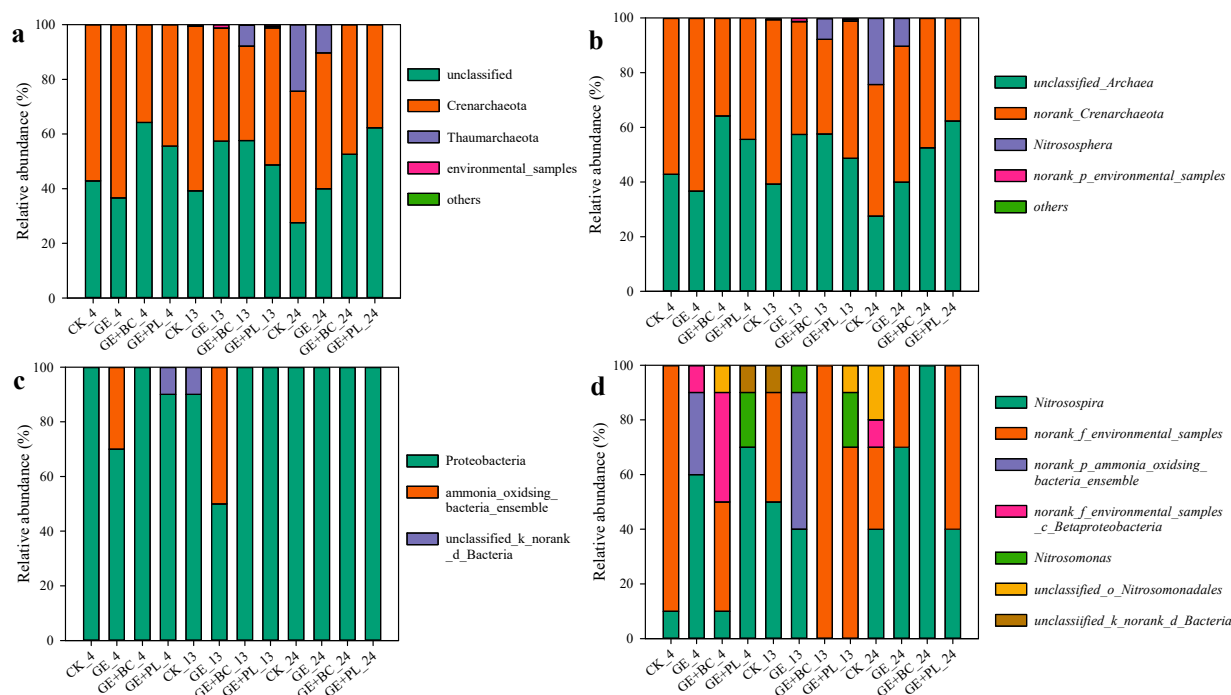 a
Relative abundance (%)
100
80
60
40
20
0
CK_4
GE_4
GE+BC_4
GE+PL_4
CK_13
GE_13
GE+BC_13
GE+PL_13
CK_24
GE_24
GE+BC_24
GE+PL_24
unclassified
Crenarchaeota
Thaumarchaeota
environmental_samples
others
b
Relative abundance (%)
100
80
60
40
20
0
CK_4
GE_4
GE+BC_4
GE+PL_4
CK_13
GE_13
GE+BC_13
GE+PL_13
CK_24
GE_24
GE+BC_24
GE+PL_24
unclassified_Archaea
norank_Crenarchaeota
Nitrososphera
norank_p_environmental_samples
others
c
Relative abundance (%)
100
80
60
40
20
0
CK_4
GE_4
GE+BC_4
GE+PL_4
CK_13
GE_13
GE+BC_13
GE+PL_13
CK_24
GE_24
GE+BC_24
GE+PL_24
Proteobacteria
ammonia_oxidsing_
bacteria_ensemble
unclassified_k_norank
_d_Bacteria
d
Relative abundance (%)
100
80
60
40
20
0
CK_4
GE_4
GE+BC_4
GE+PL_4
CK_13
GE_13
GE+BC_13
GE+PL_13
CK_24
GE_24
GE+BC_24
GE+PL_24
Nitrosospira
norank_f_environmental_samples
norank_p_ammonia_oxidsing_
bacteria_ensemble
norank_f_environmental_samples
_c_Betaproteobacteria
Nitrosomonas
unclassified_o_Nitrosomonadales
unclassiified_k_norank_d_Bacteria